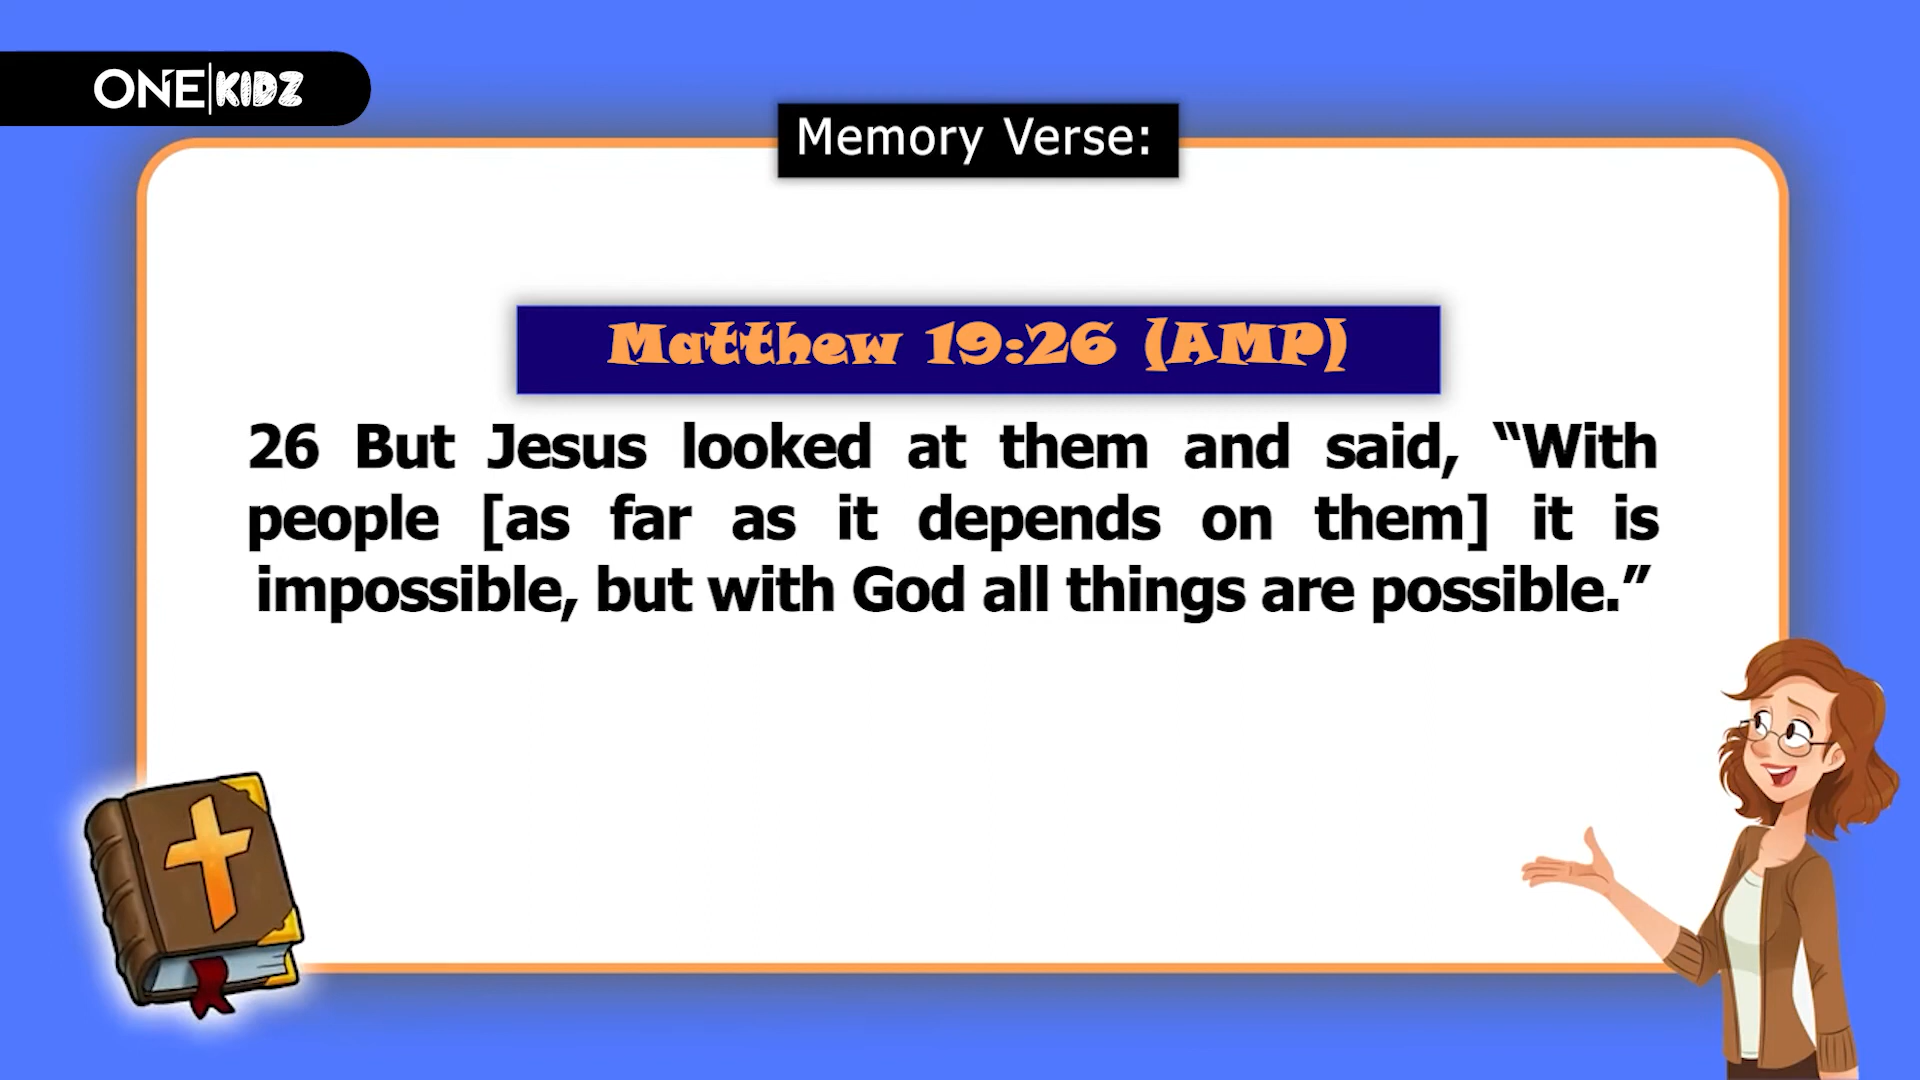 ONE|KIDZ
Memory Verse:
Matthew 19:26 (AMP)
26 But Jesus looked at them and said, “With
people [as far as it depends on them] it is
impossible, but with God all things are possible.”